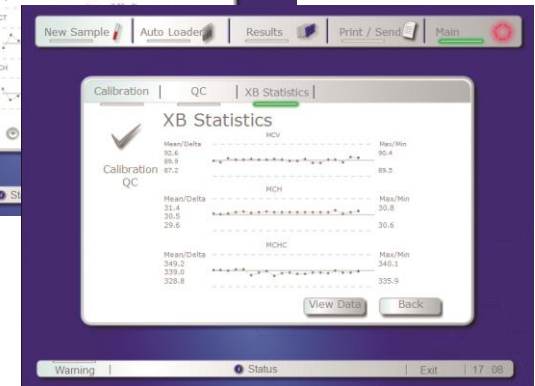 CT
CH
St
New Sample
Auto Loader
Results
Print / Send
Main
Calibration
QC
XB Statistics
XB Statistics
Calibration
QC
MCV
Mean/Delta Max/Min
92.6 90.4
89.9
87.2 89.5
MCH
Mean/Delta Max/Min
31.4 30.8
30.5
29.6 30.6
MCHC
Mean/Delta Max/Min
349.2 340.1
339.0
328.8 335.9
View Data
Back
Warning
Status
Exit
17 08